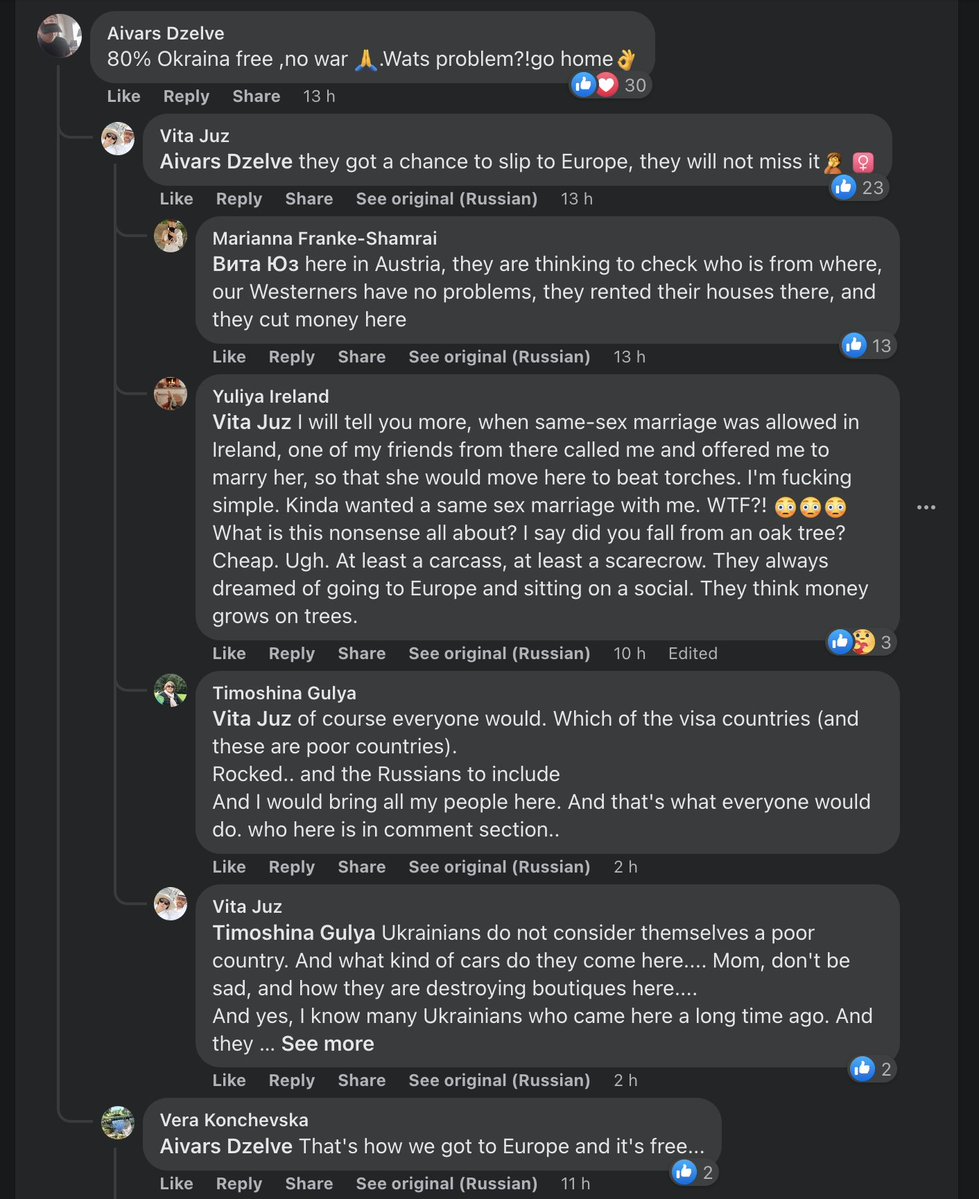 Aivars Dzelve
80% Okraina free ,no war 🙏.Wats problem?!go home👌
30
Like Reply Share 13 h
Vita Juz
Aivars Dzelve they got a chance to slip to Europe, they will not miss it🤦 ♀
23
Like Reply Share See original (Russian) 13 h
Marianna Franke-Shamrai
Вита Юз here in Austria, they are thinking to check who is from where,
our Westerners have no problems, they rented their houses there, and
they cut money here
13
Like Reply Share See original (Russian) 13 h
Yuliya Ireland
Vita Juz I will tell you more, when same-sex marriage was allowed in
Ireland, one of my friends from there called me and offered me to
marry her, so that she would move here to beat torches. I'm fucking
simple. Kinda wanted a same sex marriage with me. WTF?! 😳😳😳
What is this nonsense all about? I say did you fall from an oak tree?
Cheap. Ugh. At least a carcass, at least a scarecrow. They always
dreamed of going to Europe and sitting on a social. They think money
grows on trees.
3
Like Reply Share See original (Russian) 10 h Edited
Timoshina Gulya
Vita Juz of course everyone would. Which of the visa countries (and
these are poor countries).
Rocked.. and the Russians to include
And I would bring all my people here. And that's what everyone would
do. who here is in comment section..
Like Reply Share See original (Russian) 2 h
Vita Juz
Timoshina Gulya Ukrainians do not consider themselves a poor
country. And what kind of cars do they come here.... Mom, don't be
sad, and how they are destroying boutiques here....
And yes, I know many Ukrainians who came here a long time ago. And
they ... See more
2
Like Reply Share See original (Russian) 2 h
Vera Konchevska
Aivars Dzelve That's how we got to Europe and it's free...
2
Like Reply Share See original (Russian) 11 h